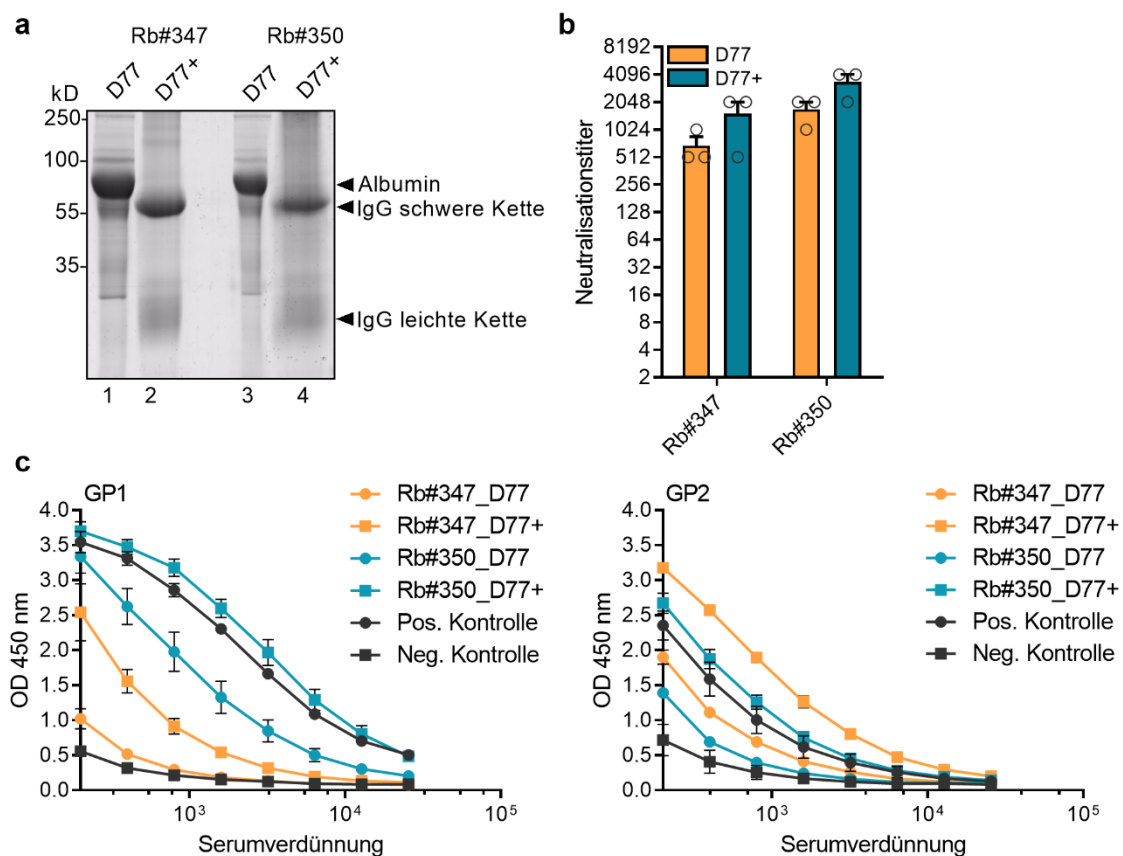 a
Rb#347 Rb#350
kD D77 D77+ D77 D77+
250
100
Albumin
55
IgG schwere Kette
35
IgG leichte Kette
1 2 3 4
b
D77
D77+
Neutralisationstiter
8192
4096
2048
1024
512
256
128
64
32
16
8
4
2
Rb#347 Rb#350
c
GP1
OD 450 nm
4.0
3.5
3.0
2.5
2.0
1.5
1.0
0.5
0.0
10³ 10⁴ 10⁵
Serumverdünnung
Rb#347_D77
Rb#347_D77+
Rb#350_D77
Rb#350_D77+
Pos. Kontrolle
Neg. Kontrolle
GP2
OD 450 nm
4.0
3.5
3.0
2.5
2.0
1.5
1.0
0.5
0.0
10³ 10⁴ 10⁵
Serumverdünnung
Rb#347_D77
Rb#347_D77+
Rb#350_D77
Rb#350_D77+
Pos. Kontrolle
Neg. Kontrolle